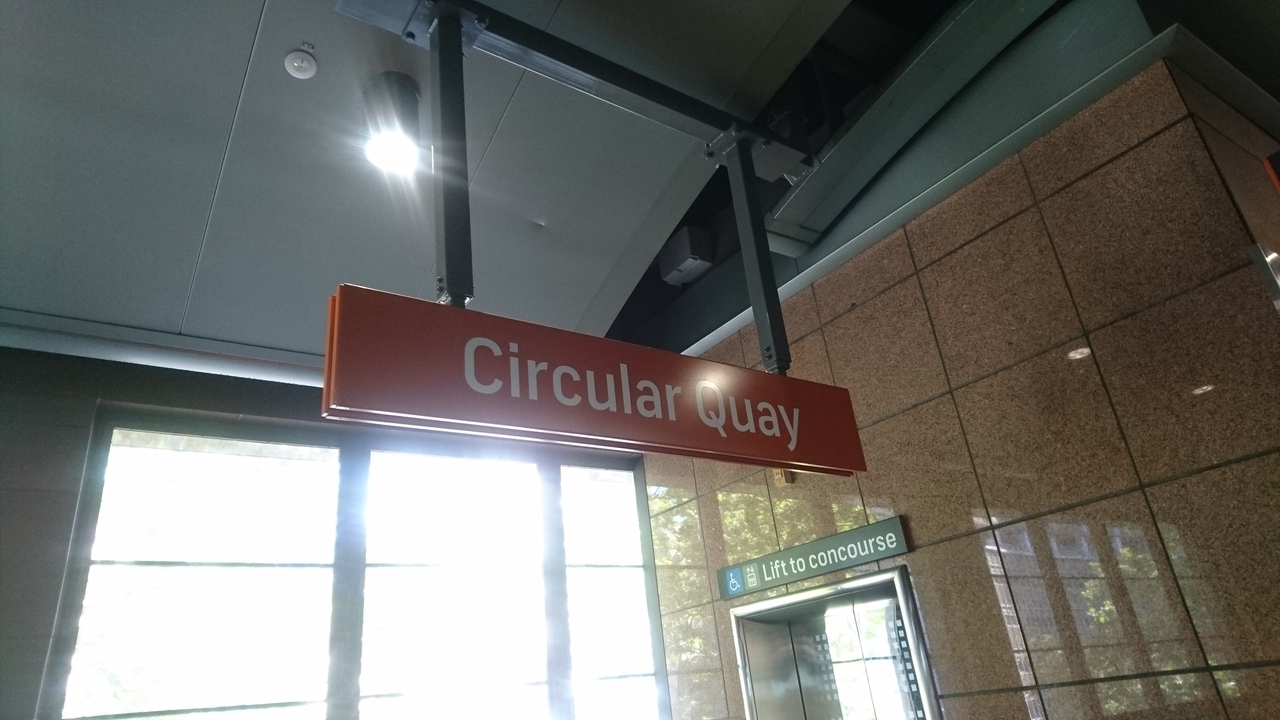 Circular Quay
Lift to concourse